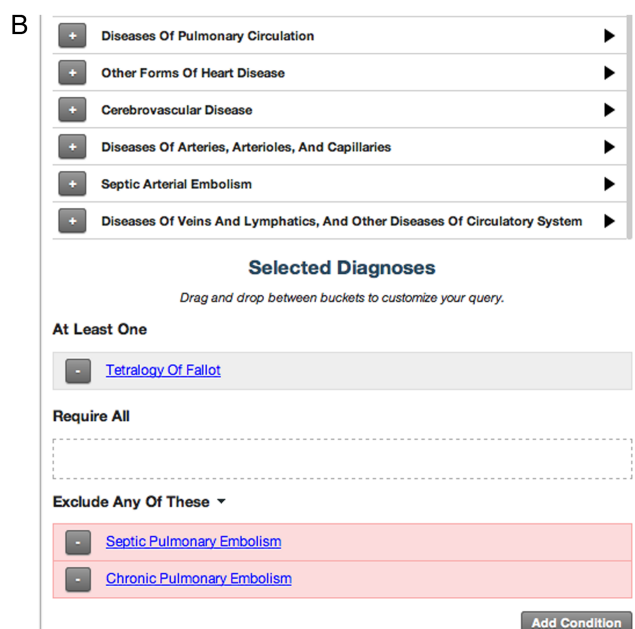 B
+ Diseases Of Pulmonary Circulation
+ Other Forms Of Heart Disease
+ Cerebrovascular Disease
+ Diseases Of Arteries, Arterioles, And Capillaries
+ Septic Arterial Embolism
+ Diseases Of Veins And Lymphatics, And Other Diseases Of Circulatory System
Selected Diagnoses
Drag and drop between buckets to customize your query.
At Least One
- Tetralogy Of Fallot
Require All
Exclude Any Of These
- Septic Pulmonary Embolism
- Chronic Pulmonary Embolism
Add Condition